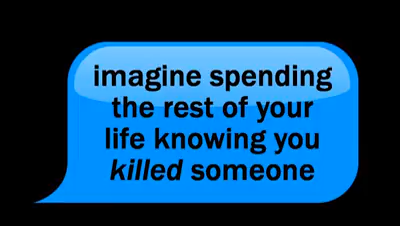 imagine spending
the rest of your
life knowing you
killed someone